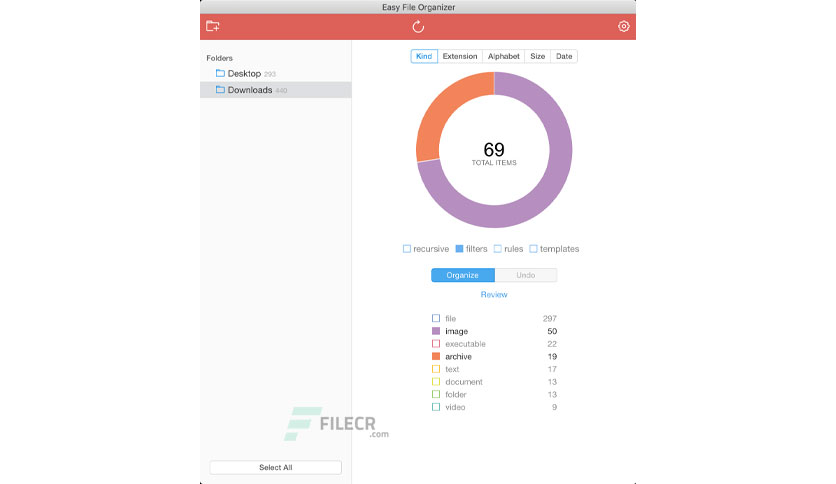 Easy File Organizer
Folders
Desktop 293
Downloads 440
Select All
Kind Extension Alphabet Size Date
69
TOTAL ITEMS
recursive filters rules templates
Organize Undo
Review
file 297
image 50
executable 22
archive 19
text 17
document 13
folder 13
video 9
FILECR
.com